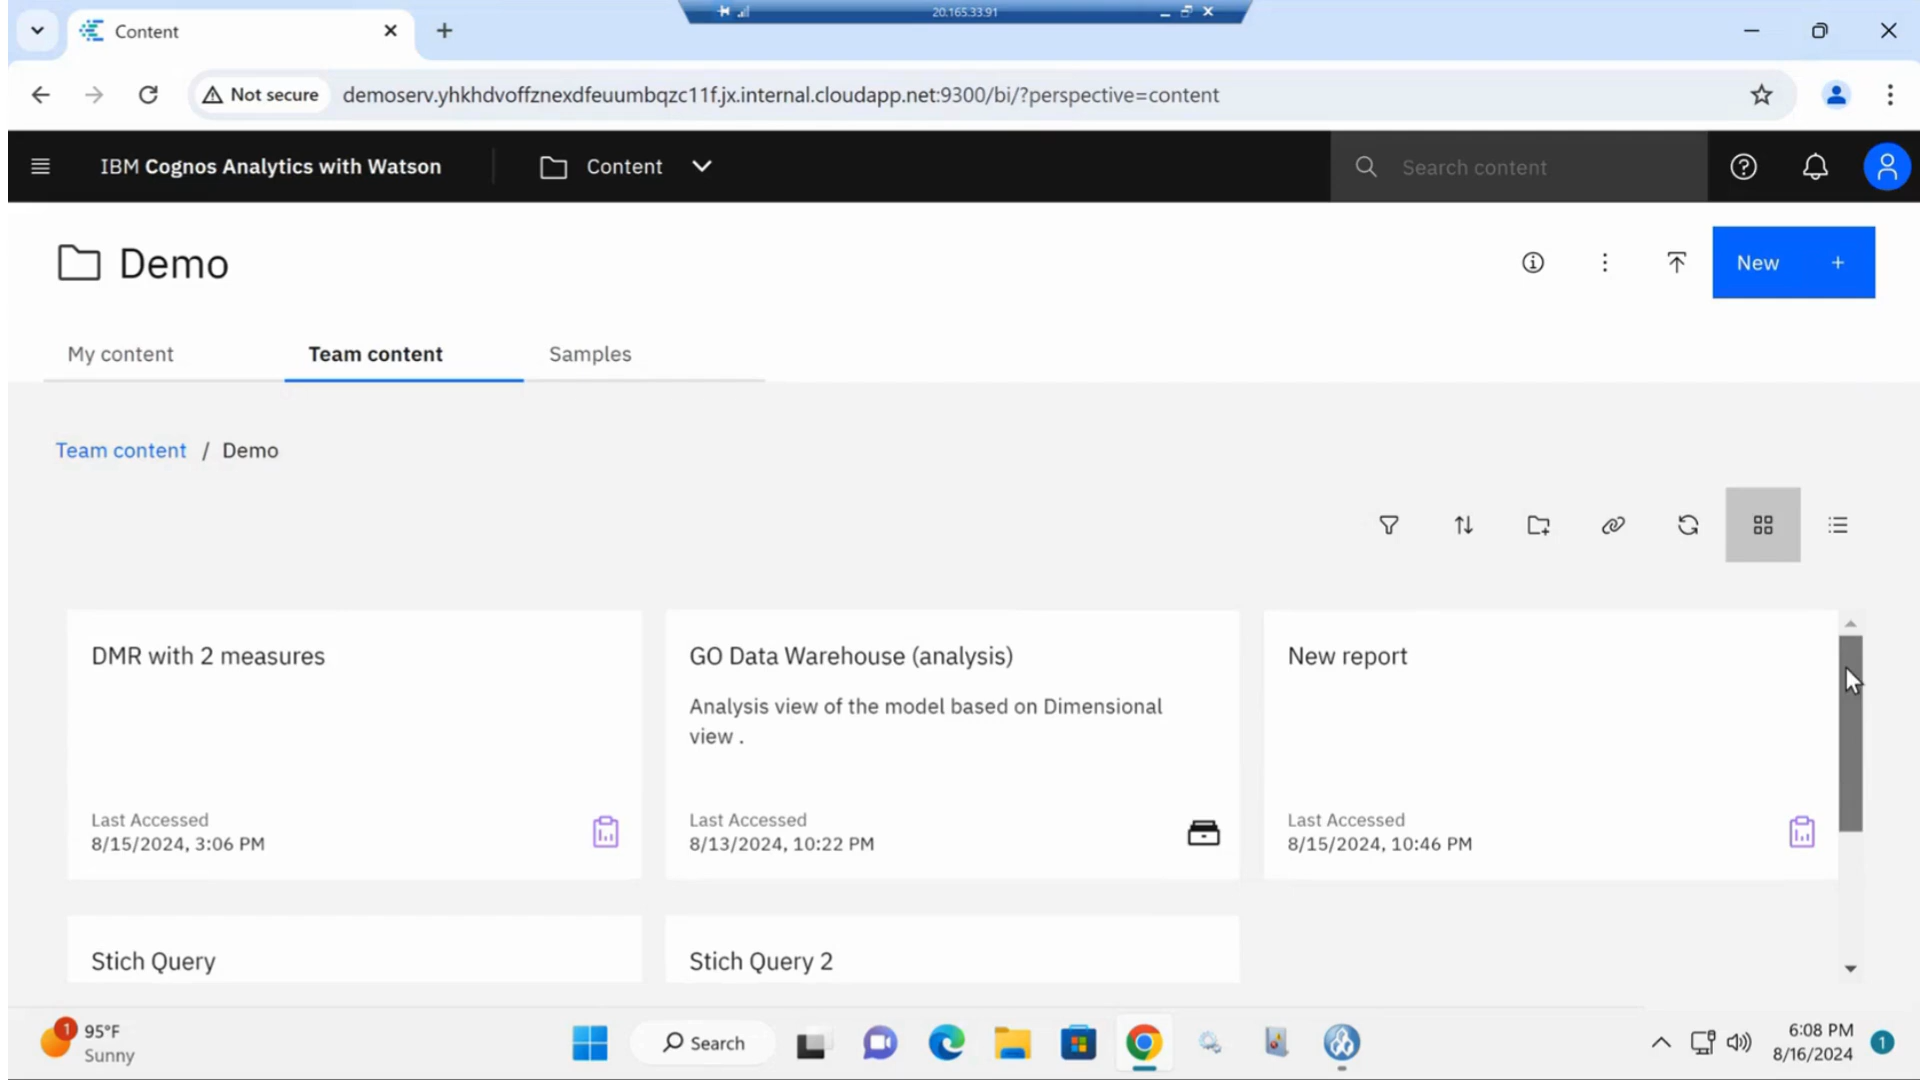 20.165.33.91
Content
Not secure
demoserv.yhkhdvoffznexdfeuumbqzc11f.jx.internal.cloudapp.net:9300/bi/?perspective=content
IBM Cognos Analytics with Watson
Content
Search content
Demo
New +
My content
Team content
Samples
Team content / Demo
DMR with 2 measures
Last Accessed
8/15/2024, 3:06 PM
GO Data Warehouse (analysis)
Analysis view of the model based on Dimensional
view .
Last Accessed
8/13/2024, 10:22 PM
New report
Last Accessed
8/15/2024, 10:46 PM
Stich Query
Stich Query 2
1
95°F
Sunny
Search
6:08 PM
8/16/2024
1